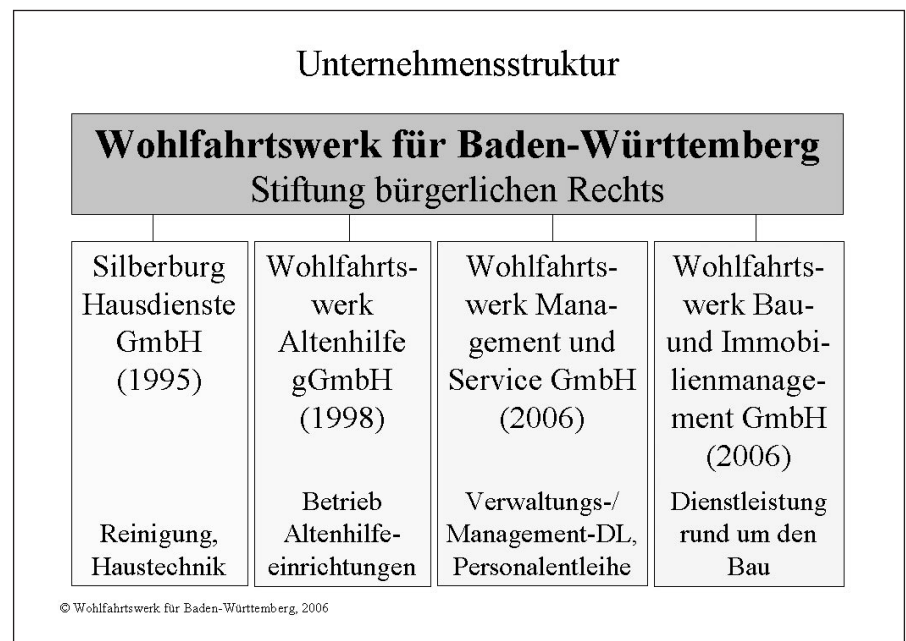 Unternehmensstruktur
Wohlfahrtswerk für Baden-Württemberg
Stiftung bürgerlichen Rechts
Silberburg
Hausdienste
GmbH
(1995)
Reinigung,
Haustechnik
Wohlfahrts-
werk
Altenhilfe
gGmbH
(1998)
Betrieb
Altenhilfe-
einrichtungen
Wohlfahrts-
werk Mana-
gement und
Service GmbH
(2006)
Verwaltungs-/
Management-DL,
Personalentleihe
Wohlfahrts-
werk Bau-
und Immobi-
lienmanage-
ment GmbH
(2006)
Dienstleistung
rund um den
Bau
© Wohlfahrtswerk für Baden-Württemberg, 2006